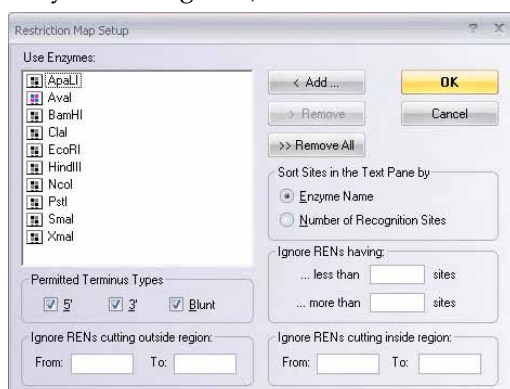 Restriction Map Setup
Use Enzymes:
ApaLI
AvaI
BamHI
ClaI
EcoRI
HindIII
NcoI
PstI
SmaI
XmaI
< Add ...
> Remove
>> Remove All
OK
Cancel
Sort Sites in the Text Pane by
Enzyme Name
Number of Recognition Sites
Ignore RENs having:
... less than sites
... more than sites
Permitted Terminus Types
5' 3' Blunt
Ignore RENs cutting outside region:
From: To:
Ignore RENs cutting inside region:
From: To: